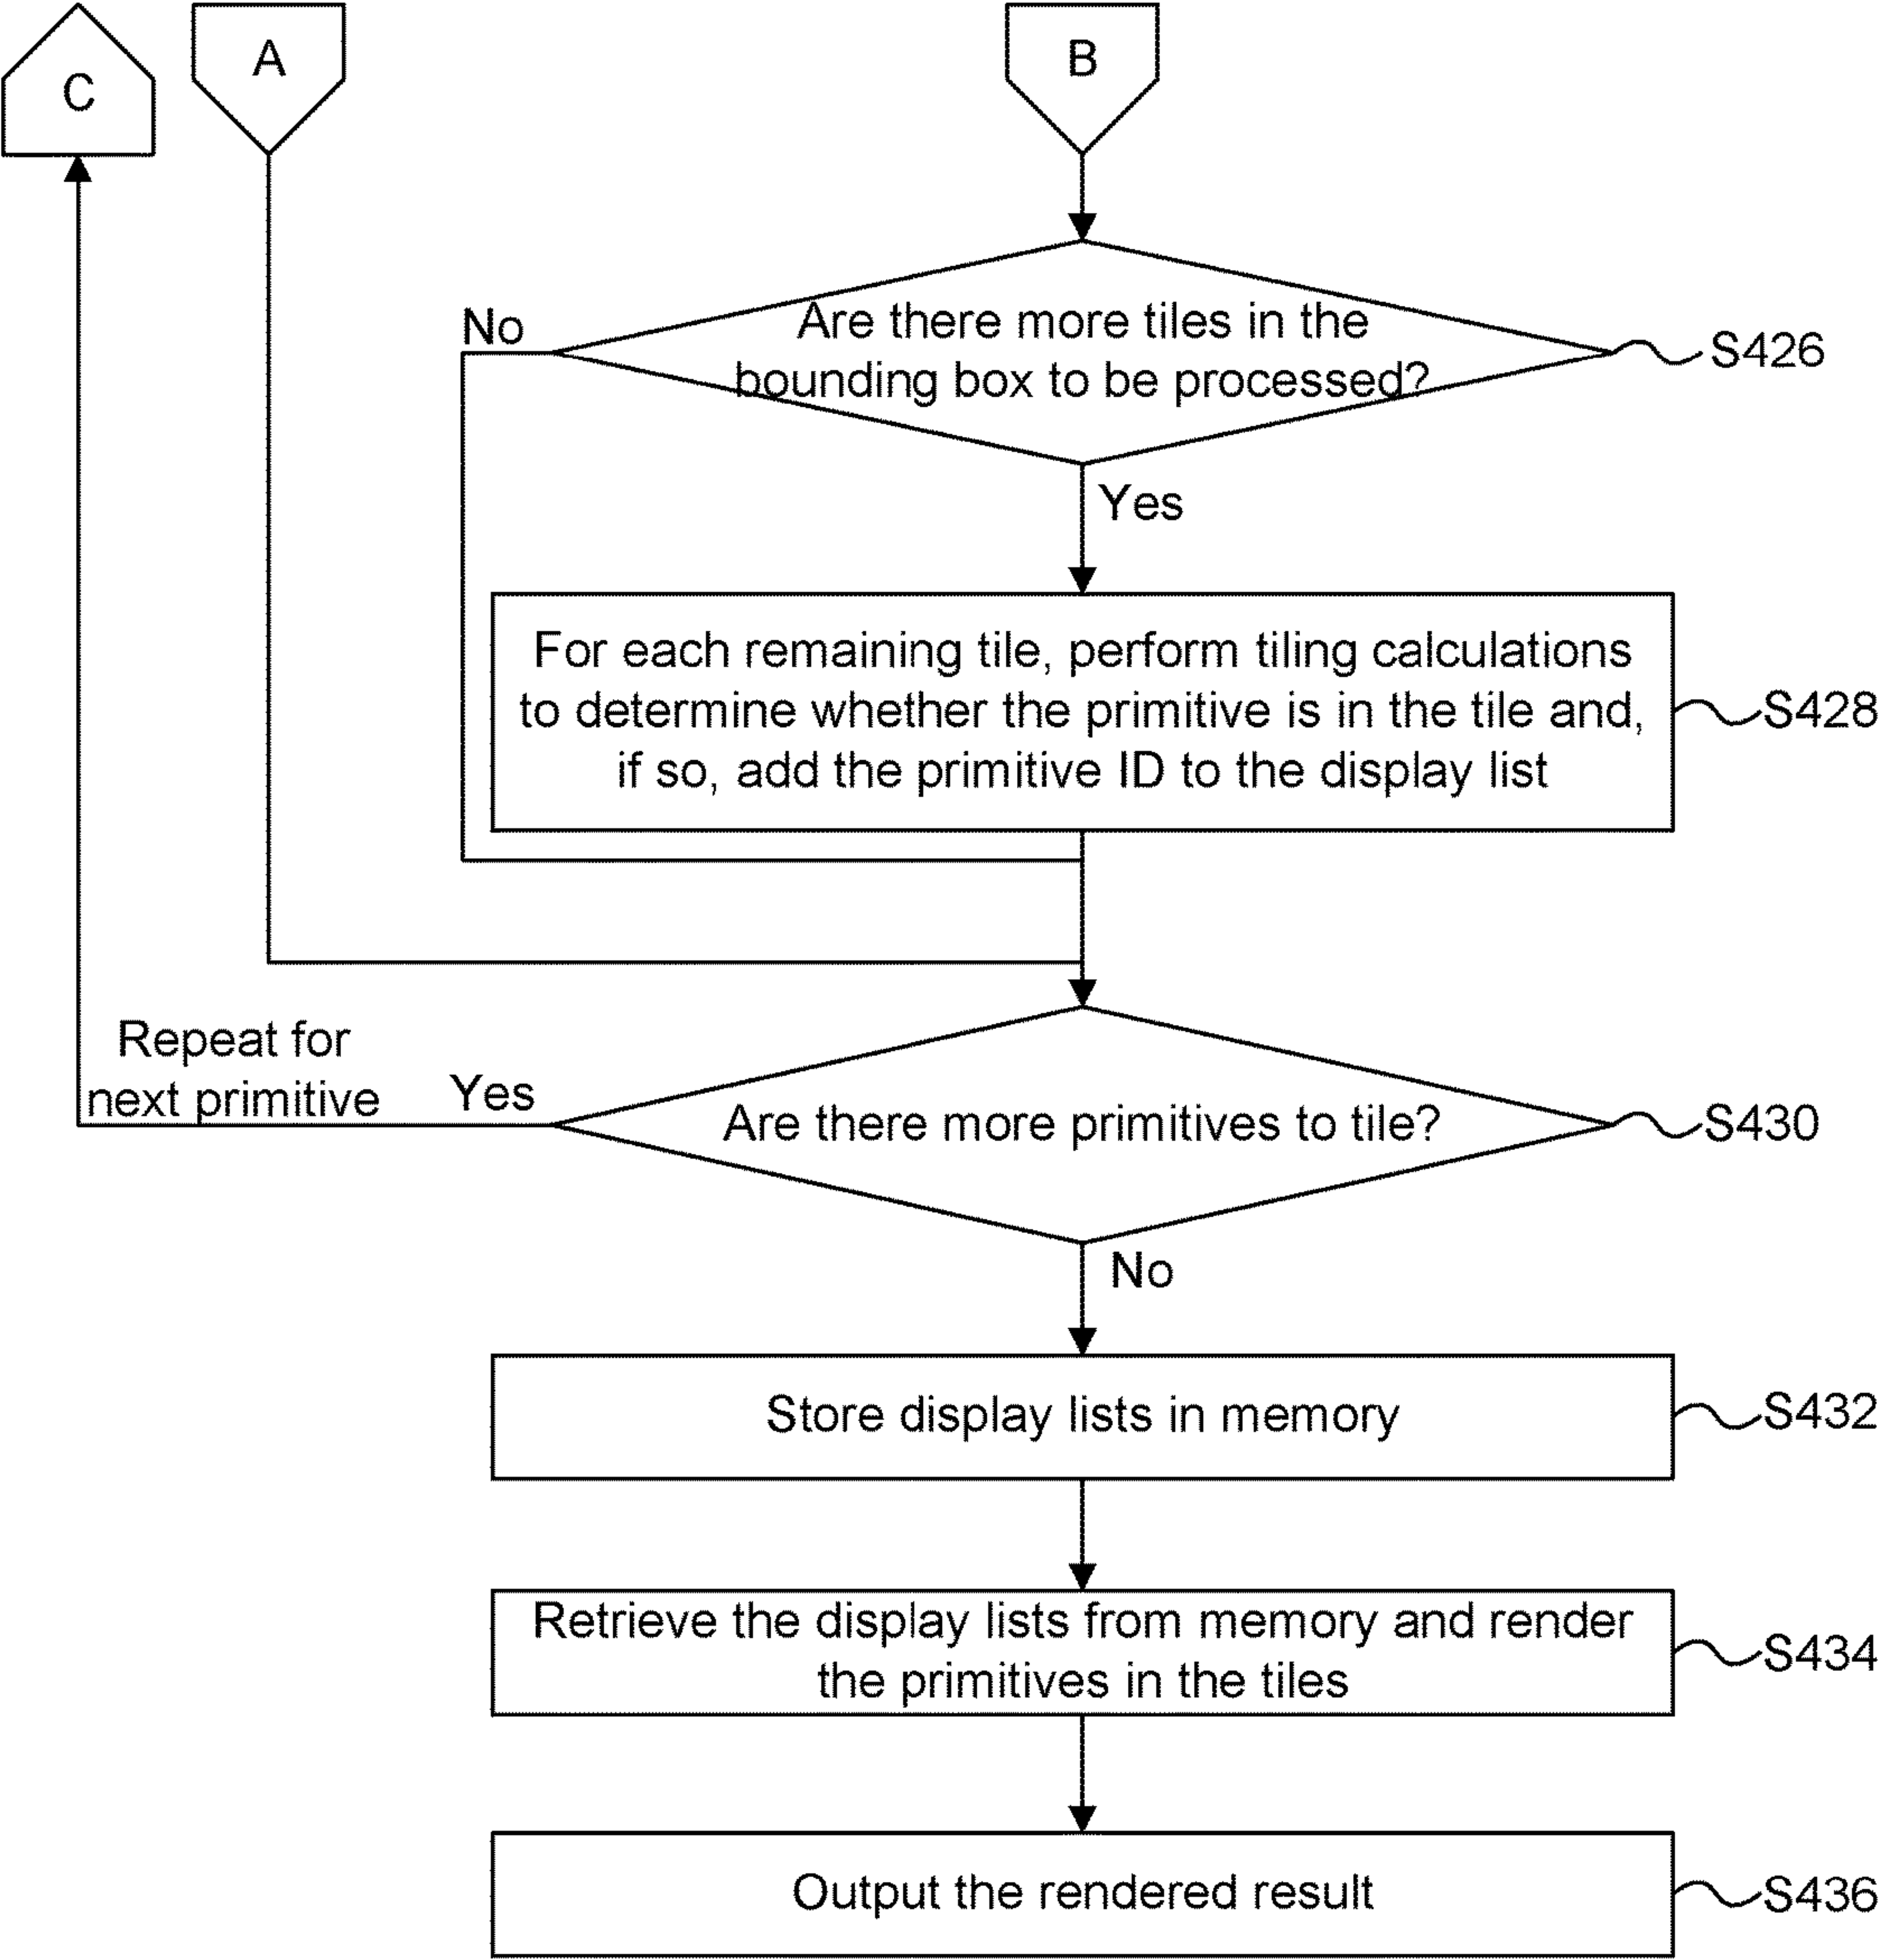 C
A
B
No
Are there more tiles in the
bounding box to be processed?
S426
Yes
For each remaining tile, perform tiling calculations
to determine whether the primitive is in the tile and,
if so, add the primitive ID to the display list
S428
Repeat for
next primitive
Yes
Are there more primitives to tile?
S430
No
Store display lists in memory
S432
Retrieve the display lists from memory and render
the primitives in the tiles
S434
Output the rendered result
S436